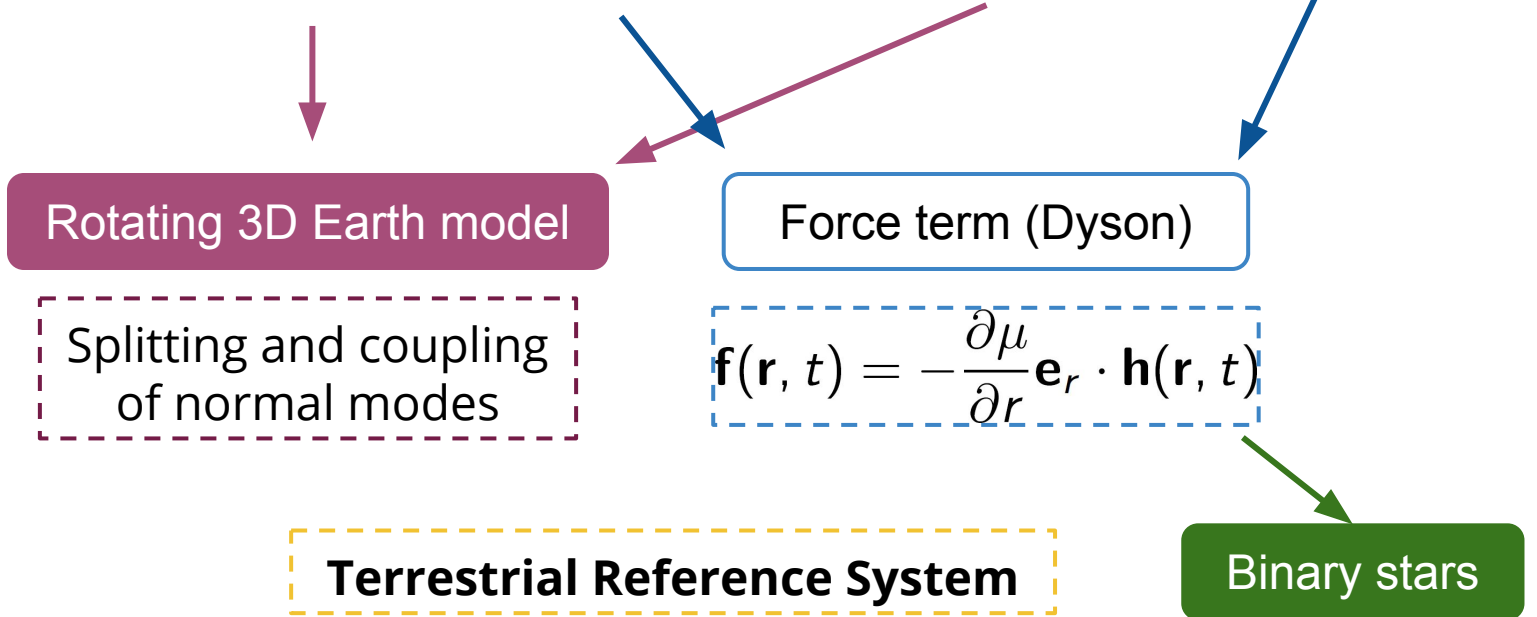 Rotating 3D Earth model
Force term (Dyson)
Splitting and coupling
of normal modes
f(r, t) = −∂μ/∂r e_r · h(r, t)
Terrestrial Reference System
Binary stars